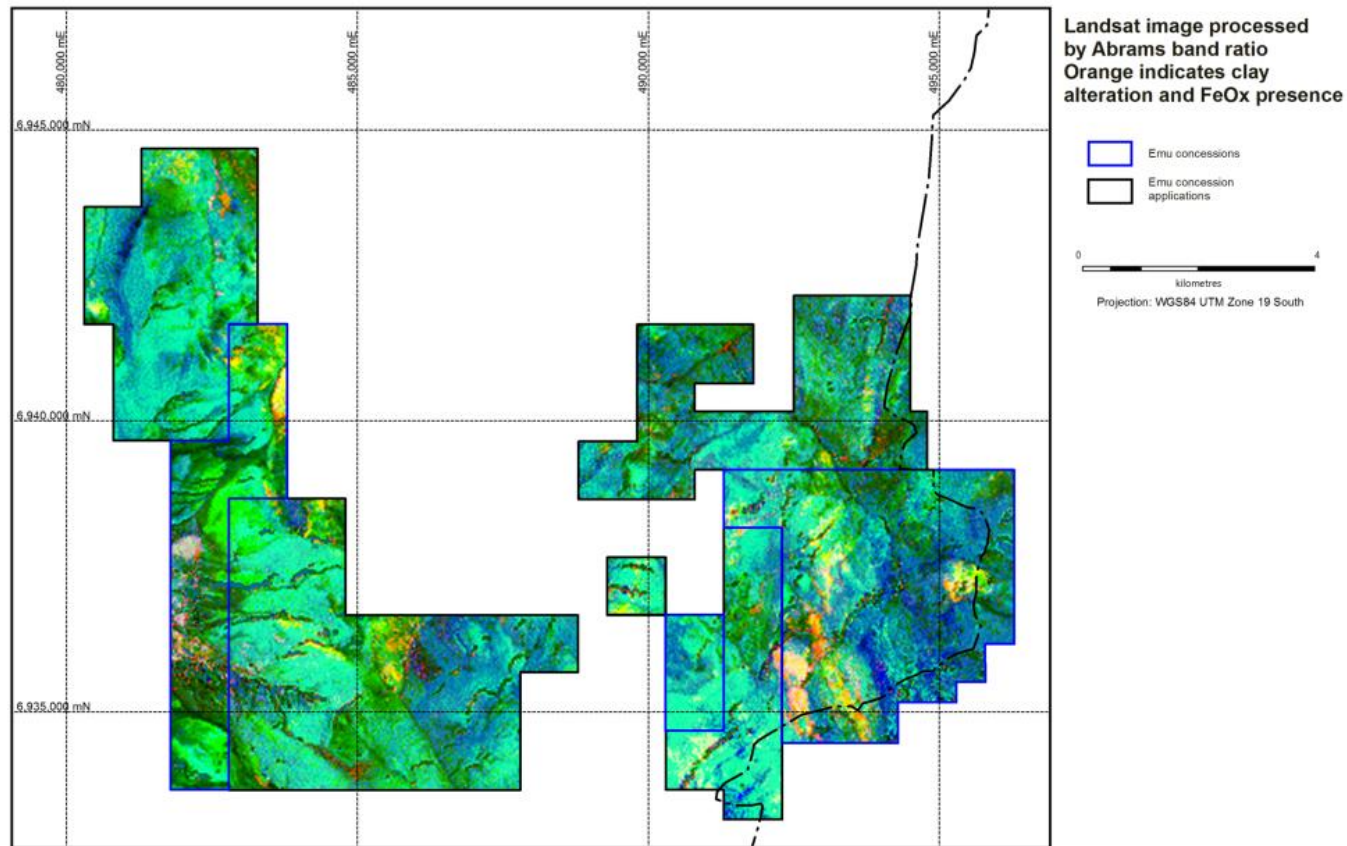 480,000 mE
485,000 mE
490,000 mE
495,000 mE
6,945,000 mN
6,940,000 mN
6,935,000 mN
Landsat image processed
by Abrams band ratio
Orange indicates clay
alteration and FeOx presence
Emu concessions
Emu concession
applications
0 4
kilometres
Projection: WGS84 UTM Zone 19 South